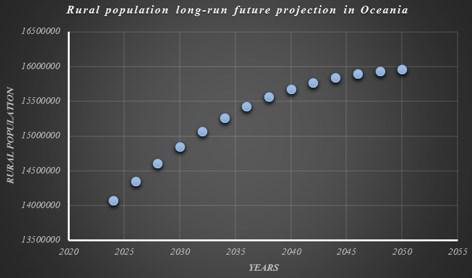 Rural population long-run future projection in Oceania
16500000
16000000
15500000
15000000
14500000
14000000
13500000
RURAL POPULATION
2020 2025 2030 2035 2040 2045 2050 2055
YEARS